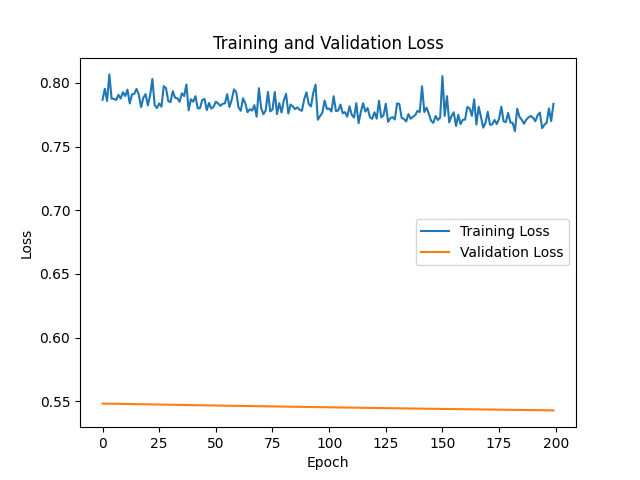 Training and Validation Loss
Loss
0.80
0.75
0.70
0.65
0.60
0.55
Training Loss
Validation Loss
0 25 50 75 100 125 150 175 200
Epoch